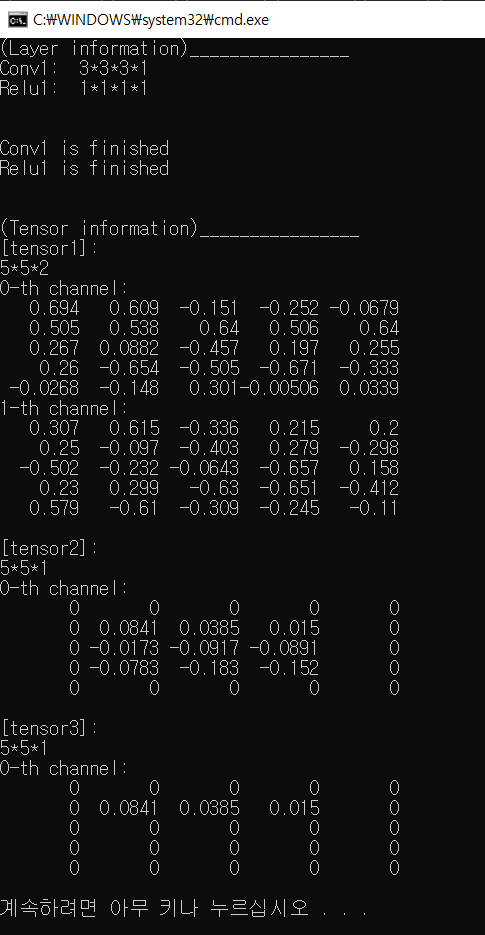 C:₩WINDOWS₩system32₩cmd.exe
(Layer information)________________
Conv1:  3*3*3*1
Relu1:  1*1*1*1
Conv1 is finished
Relu1 is finished
(Tensor information)________________
[tensor1]:
5*5*2
0-th channel:
   0.694   0.609  -0.151  -0.252 -0.0679
   0.505   0.538    0.64   0.506    0.64
   0.267  0.0882  -0.457   0.197   0.255
    0.26  -0.654  -0.505  -0.671  -0.333
 -0.0268  -0.148   0.301-0.00506  0.0339
1-th channel:
   0.307   0.615  -0.336   0.215     0.2
    0.25  -0.097  -0.403   0.279  -0.298
  -0.502  -0.232 -0.0643  -0.657   0.158
    0.23   0.299   -0.63  -0.651  -0.412
   0.579   -0.61  -0.309  -0.245   -0.11
[tensor2]:
5*5*1
0-th channel:
       0       0       0       0       0
       0  0.0841  0.0385   0.015       0
       0 -0.0173 -0.0917 -0.0891       0
       0 -0.0783  -0.183  -0.152       0
       0       0       0       0       0
[tensor3]:
5*5*1
0-th channel:
       0       0       0       0       0
       0  0.0841  0.0385   0.015       0
       0       0       0       0       0
       0       0       0       0       0
       0       0       0       0       0
계속하려면 아무 키나 누르십시오 . . .